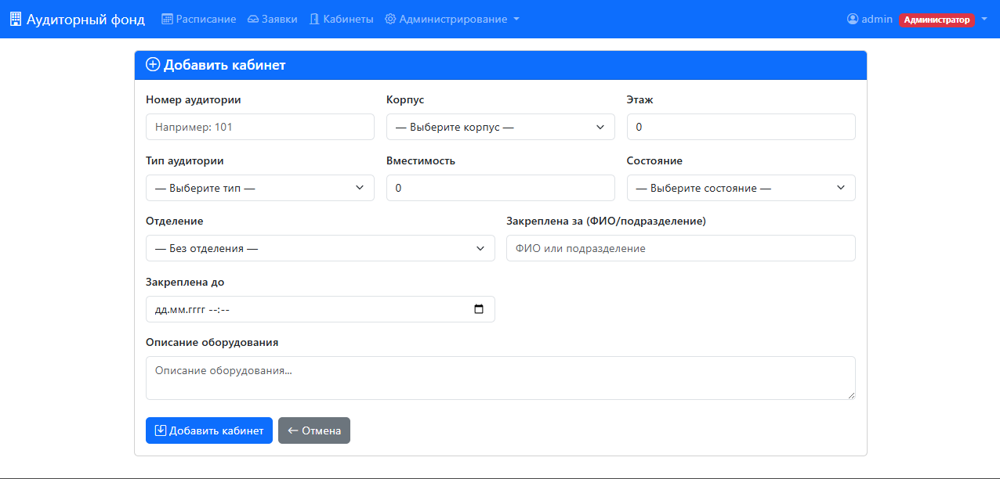 Аудиторный фонд Расписание Заявки Кабинеты Администрирование admin Администратор
Добавить кабинет
Номер аудитории Корпус Этаж
Например: 101 — Выберите корпус — 0
Тип аудитории Вместимость Состояние
— Выберите тип — 0 — Выберите состояние —
Отделение Закреплена за (ФИО/подразделение)
— Без отделения — ФИО или подразделение
Закреплена до
дд.мм.гггг --:--
Описание оборудования
Описание оборудования...
Добавить кабинет Отмена